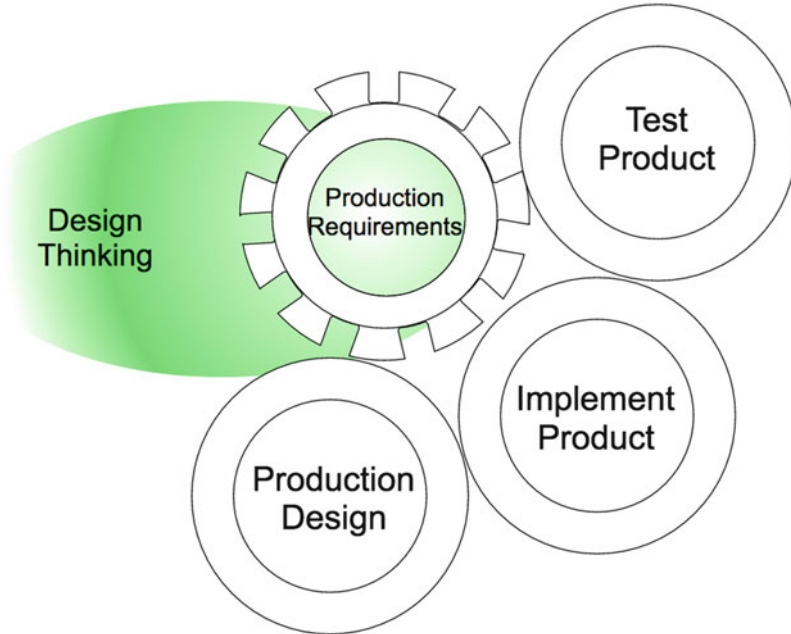 Design
Thinking
Production
Requirements
Test
Product
Implement
Product
Production
Design